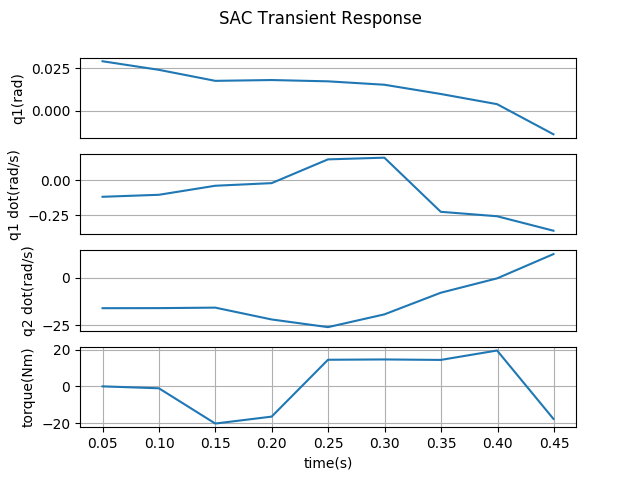 SAC Transient Response
q1(rad)
0.025
0.000
q1 dot(rad/s)
0.00
−0.25
q2 dot(rad/s)
0
−25
torque(Nm)
20
0
−20
0.05 0.10 0.15 0.20 0.25 0.30 0.35 0.40 0.45
time(s)